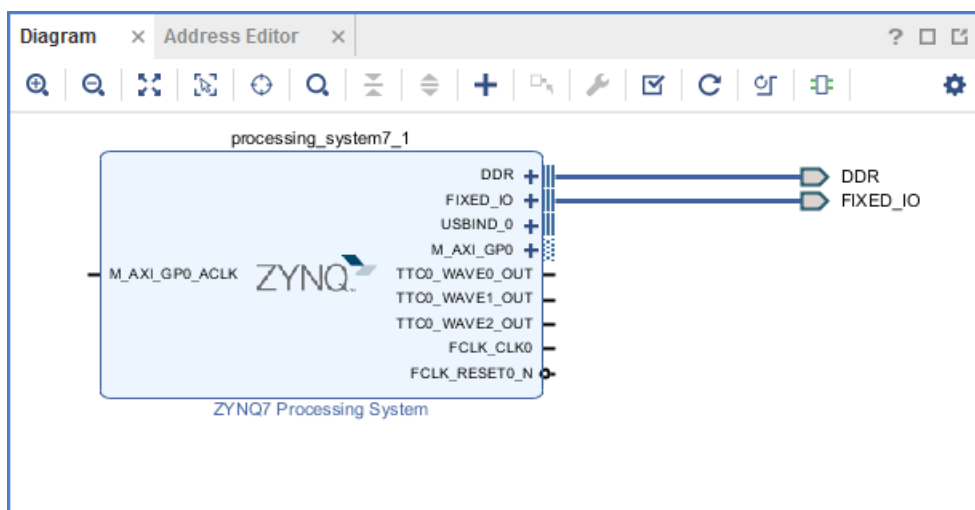 Diagram × Address Editor × ?
processing_system7_1
DDR
FIXED_IO
USBIND_0
M_AXI_GP0
M_AXI_GP0_ACLK
ZYNQ
TTC0_WAVE0_OUT
TTC0_WAVE1_OUT
TTC0_WAVE2_OUT
FCLK_CLK0
FCLK_RESET0_N
DDR
FIXED_IO
ZYNQ7 Processing System